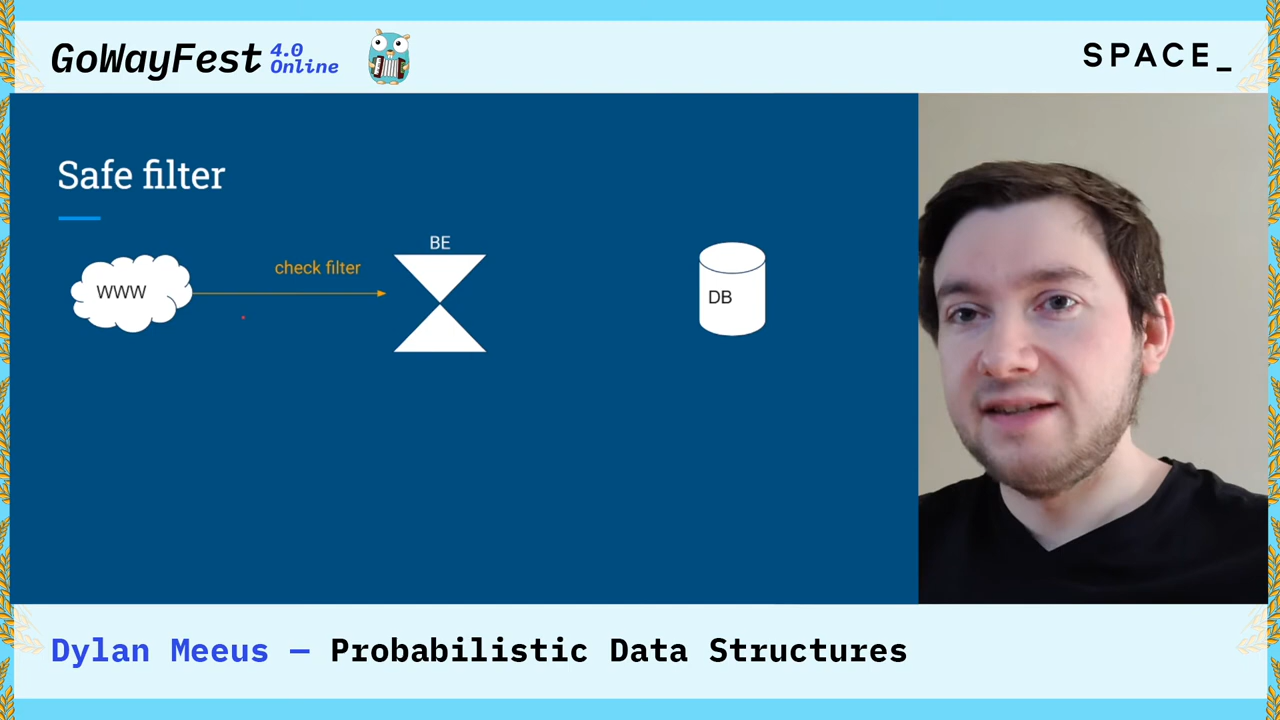 GoWayFest 4.0
Online
SPACE_
Safe filter
BE
check filter
WWW
DB
Dylan Meeus — Probabilistic Data Structures